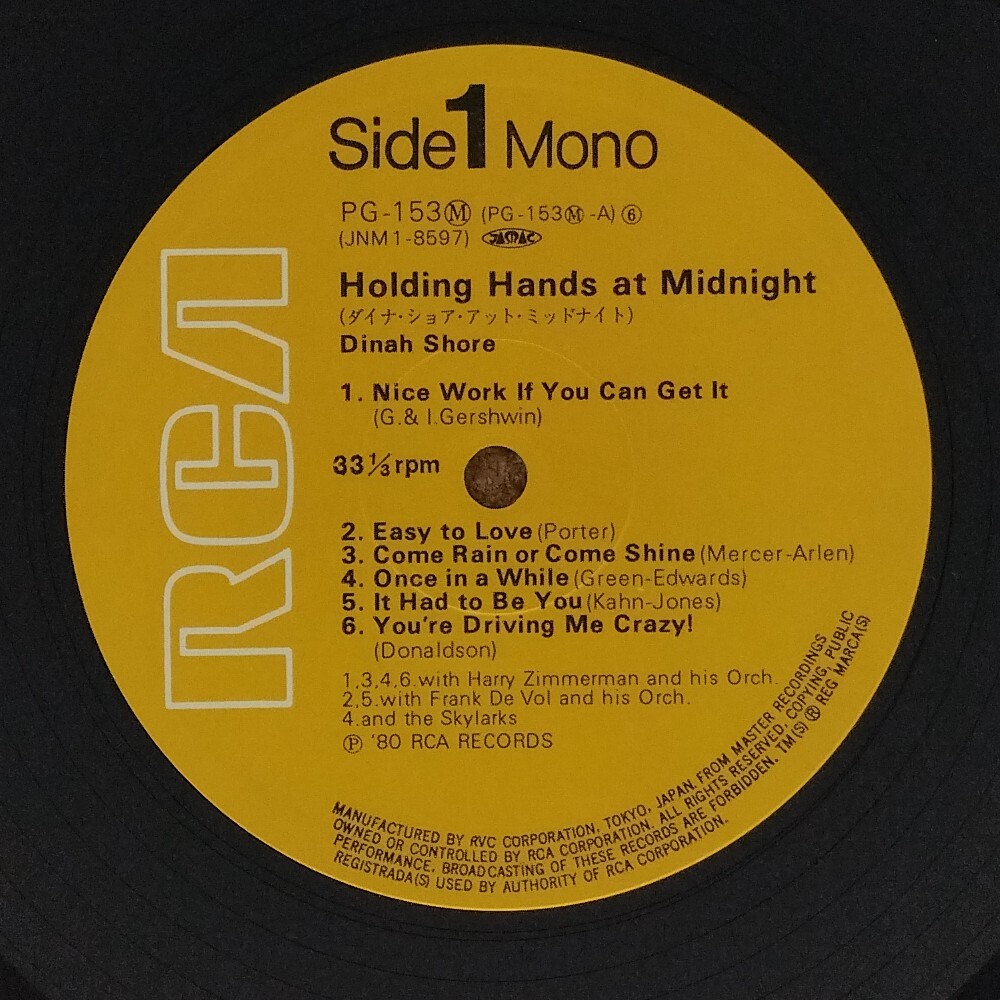 Side 1 Mono
PG-153Ⓜ (PG-153Ⓜ-A) ⑥
(JNM1-8597) JASRAC
Holding Hands at Midnight
(ダイナ・ショア・アット・ミッドナイト)
Dinah Shore
1. Nice Work If You Can Get It
(G.& I.Gershwin)
33⅓rpm
2. Easy to Love (Porter)
3. Come Rain or Come Shine (Mercer-Arlen)
4. Once in a While (Green-Edwards)
5. It Had to Be You (Kahn-Jones)
6. You're Driving Me Crazy!
(Donaldson)
1,3,4,6.with Harry Zimmerman and his Orch.
2,5.with Frank De Vol and his Orch.
4.and the Skylarks
Ⓟ '80 RCA RECORDS
RCA
MANUFACTURED BY RVC CORPORATION, TOKYO, JAPAN. FROM MASTER RECORDINGS
OWNED OR CONTROLLED BY RCA CORPORATION. ALL RIGHTS RESERVED, COPYING, PUBLIC
PERFORMANCE, BROADCASTING OF THESE RECORDS ARE FORBIDDEN. TM(S) ® REG MARCA(S)
REGISTRADA(S) USED BY AUTHORITY OF RCA CORPORATION.